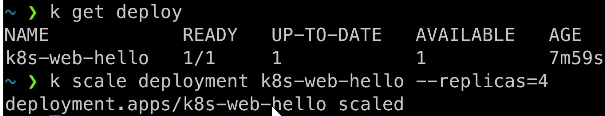 ~ ❯ k get deploy
NAME READY UP-TO-DATE AVAILABLE AGE
k8s-web-hello 1/1 1 1 7m59s
~ ❯ k scale deployment k8s-web-hello --replicas=4
deployment.apps/k8s-web-hello scaled